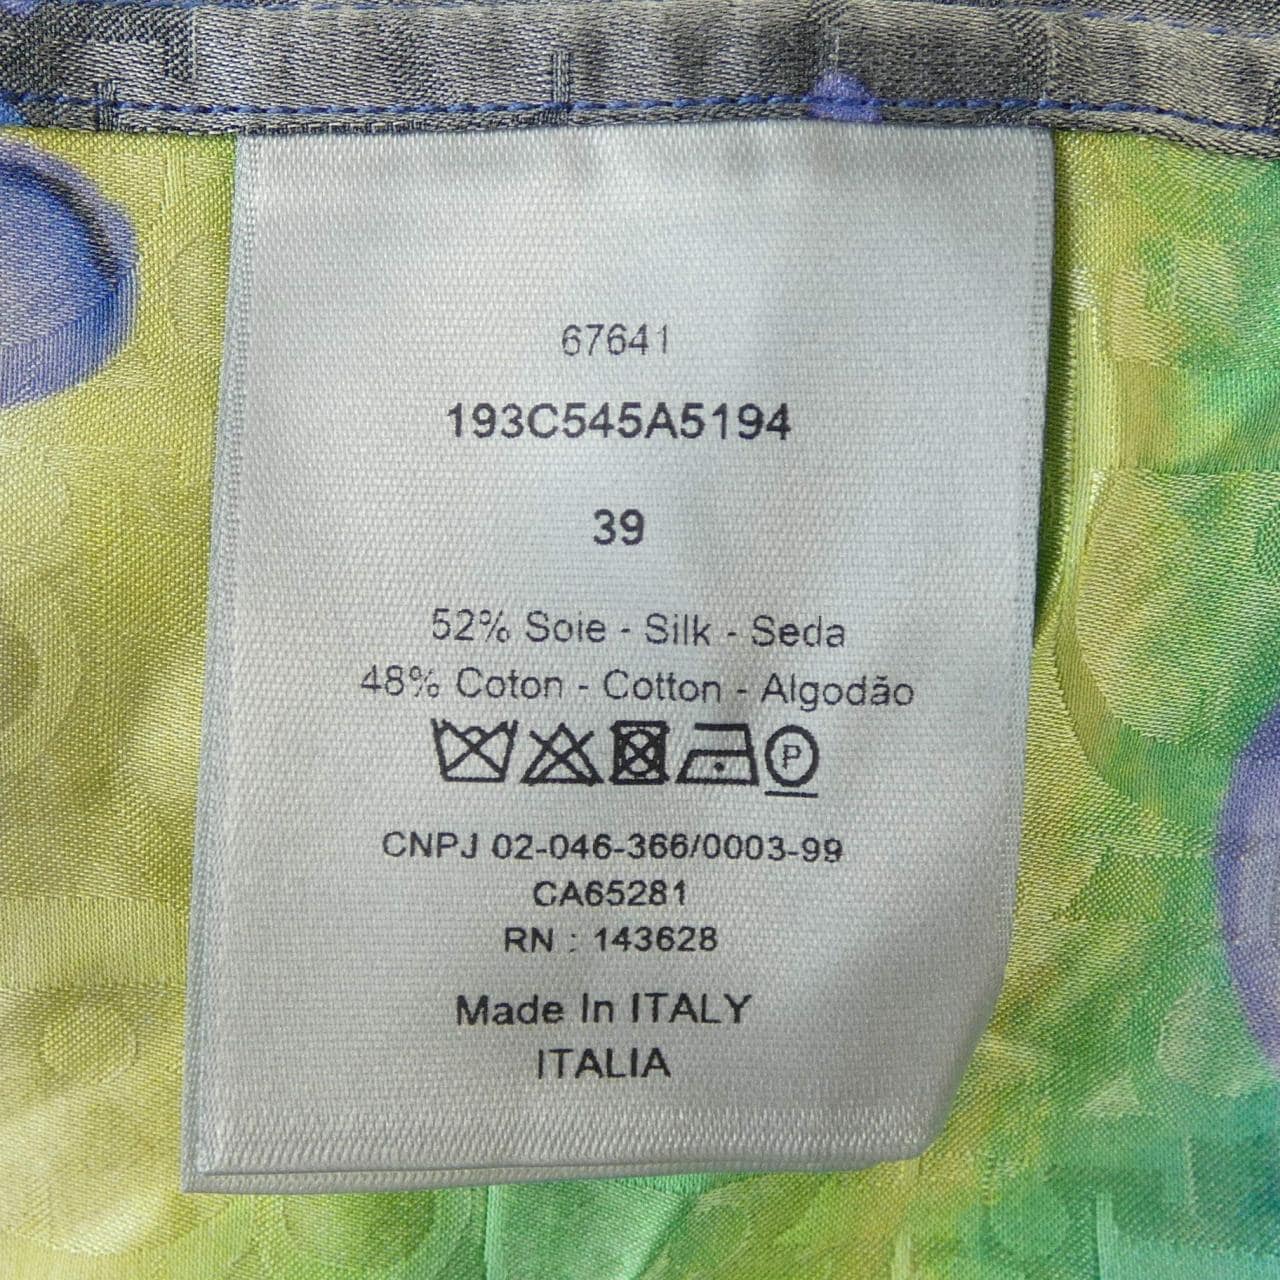 67641
193C545A5194
39
52% Soie - Silk - Seda
48% Coton - Cotton - Algodão
P
CNPJ 02-046-366/0003-99
CA65281
RN : 143628
Made In ITALY
ITALIA